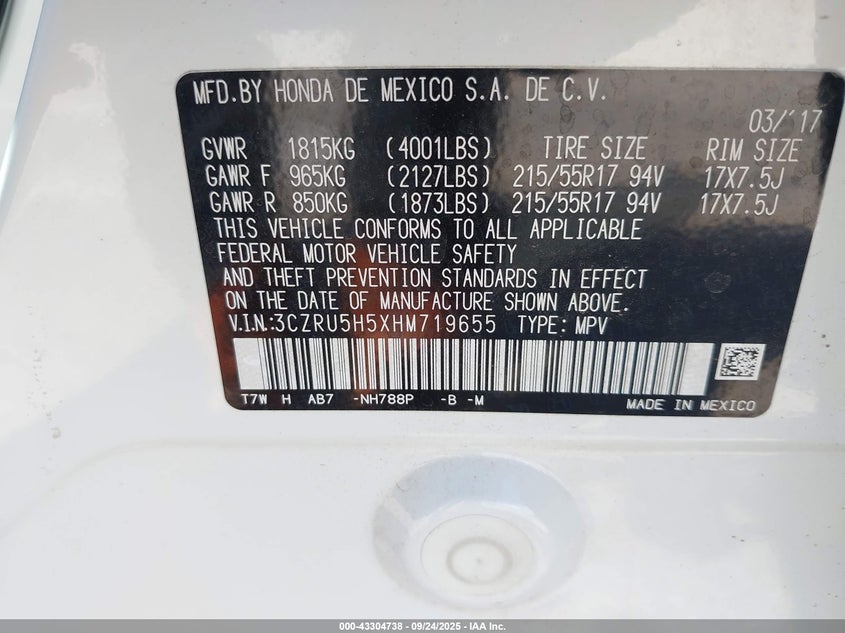 MFD.BY HONDA DE MEXICO S.A. DE C.V.
03/'17
GVWR 1815KG (4001LBS) TIRE SIZE RIM SIZE
GAWR F 965KG (2127LBS) 215/55R17 94V 17X7.5J
GAWR R 850KG (1873LBS) 215/55R17 94V 17X7.5J
THIS VEHICLE CONFORMS TO ALL APPLICABLE
FEDERAL MOTOR VEHICLE SAFETY
AND THEFT PREVENTION STANDARDS IN EFFECT
ON THE DATE OF MANUFACTURE SHOWN ABOVE.
V.I.N.:3CZRU5H5XHM719655 TYPE: MPV
T7W H AB7 -NH788P -B -M MADE IN MEXICO
000-43304738 - 09/24/2025 - IAA Inc.